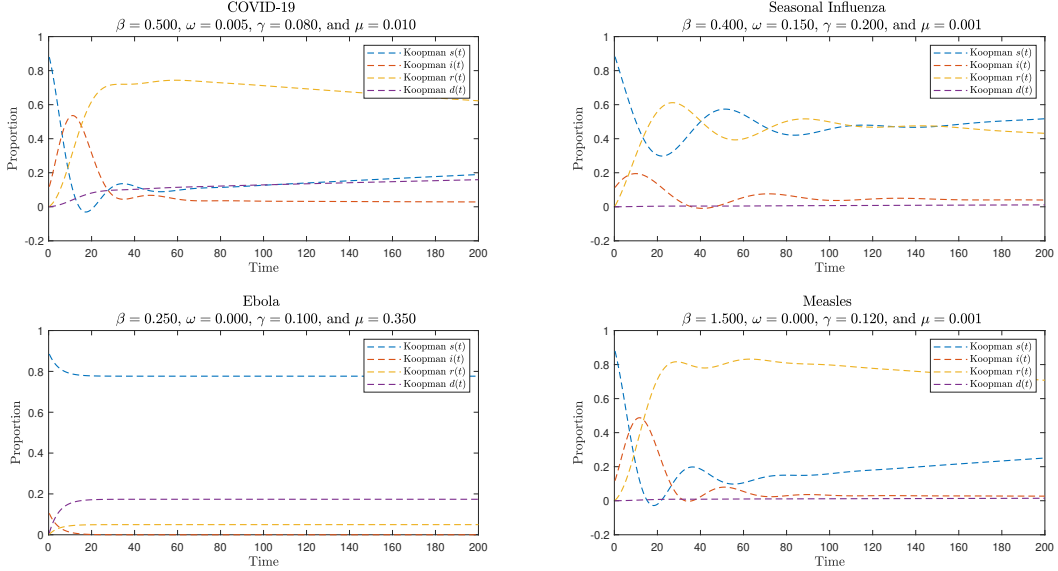 COVID-19
β = 0.500, ω = 0.005, γ = 0.080, and μ = 0.010
1
0.8
0.6
0.4
0.2
0
-0.2
Proportion
0 20 40 60 80 100 120 140 160 180 200
Time
Koopman s(t)
Koopman i(t)
Koopman r(t)
Koopman d(t)
Seasonal Influenza
β = 0.400, ω = 0.150, γ = 0.200, and μ = 0.001
1
0.8
0.6
0.4
0.2
0
-0.2
Proportion
0 20 40 60 80 100 120 140 160 180 200
Time
Koopman s(t)
Koopman i(t)
Koopman r(t)
Koopman d(t)
Ebola
β = 0.250, ω = 0.000, γ = 0.100, and μ = 0.350
1
0.8
0.6
0.4
0.2
0
Proportion
0 20 40 60 80 100 120 140 160 180 200
Time
Koopman s(t)
Koopman i(t)
Koopman r(t)
Koopman d(t)
Measles
β = 1.500, ω = 0.000, γ = 0.120, and μ = 0.001
1
0.8
0.6
0.4
0.2
0
-0.2
Proportion
0 20 40 60 80 100 120 140 160 180 200
Time
Koopman s(t)
Koopman i(t)
Koopman r(t)
Koopman d(t)